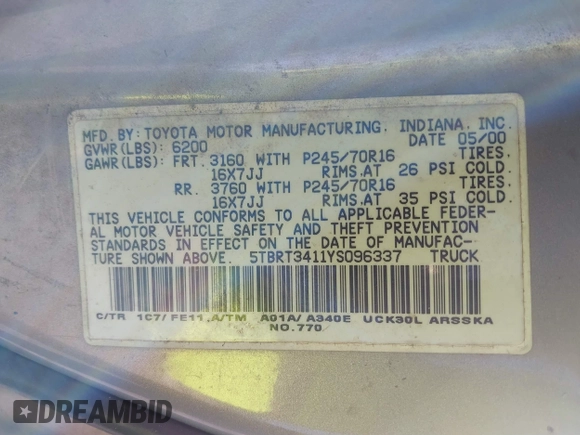 MFD. BY: TOYOTA MOTOR MANUFACTURING, INDIANA, INC.
GVWR(LBS): 6200 DATE 05/00
GAWR(LBS): FRT. 3160 WITH P245/70R16 TIRES.
16X7JJ RIMS.AT 26 PSI COLD.
RR. 3760 WITH P245/70R16 TIRES.
16X7JJ RIMS.AT 35 PSI COLD.
THIS VEHICLE CONFORMS TO ALL APPLICABLE FEDER-
AL MOTOR VEHICLE SAFETY AND THEFT PREVENTION
STANDARDS IN EFFECT ON THE DATE OF MANUFAC-
TURE SHOWN ABOVE. 5TBRT3411YS096337 TRUCK
C/TR 1C7/ FE11 A/TM A01A/ A340E UCK30L ARSSKA
NO.770
DREAMBID